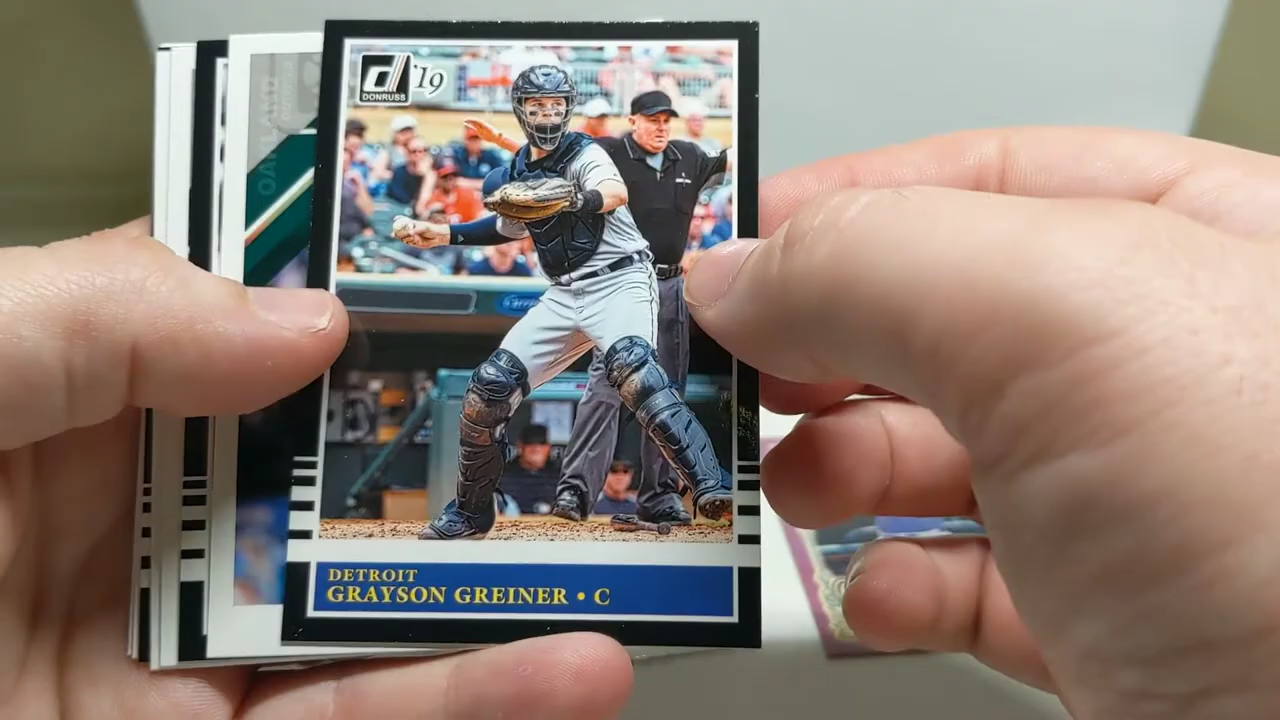 d '19
DONRUSS
OAKLAND
DETROIT
GRAYSON GREINER • C